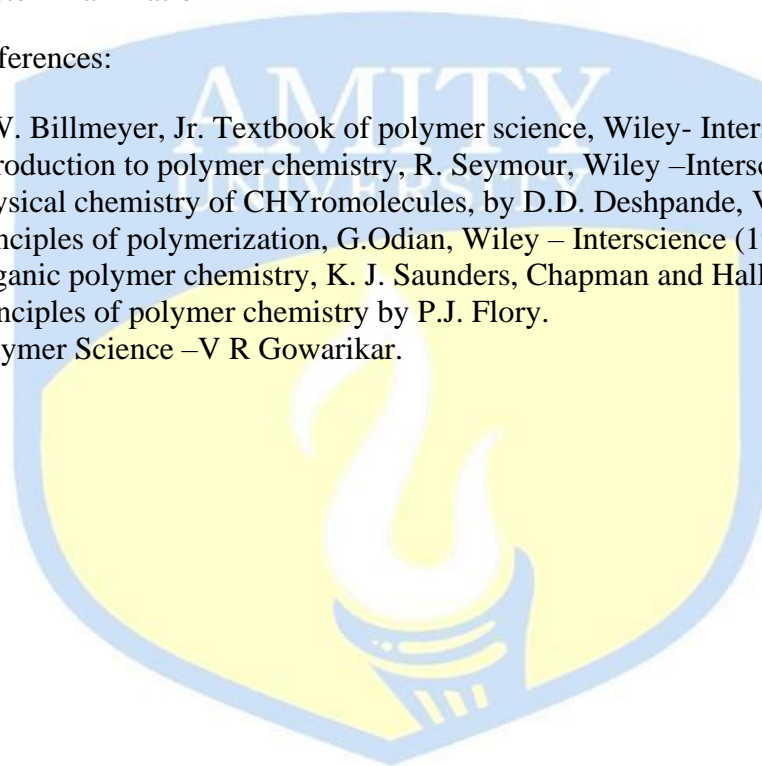 ferences:
AMITY
UNIVERSITY
W. Billmeyer, Jr. Textbook of polymer science, Wiley- Inters
roduction to polymer chemistry, R. Seymour, Wiley –Intersc
ysical chemistry of CHYromolecules, by D.D. Deshpande, V
nciples of polymerization, G.Odian, Wiley – Interscience (1
ganic polymer chemistry, K. J. Saunders, Chapman and Hall
nciples of polymer chemistry by P.J. Flory.
lymer Science –V R Gowarikar.